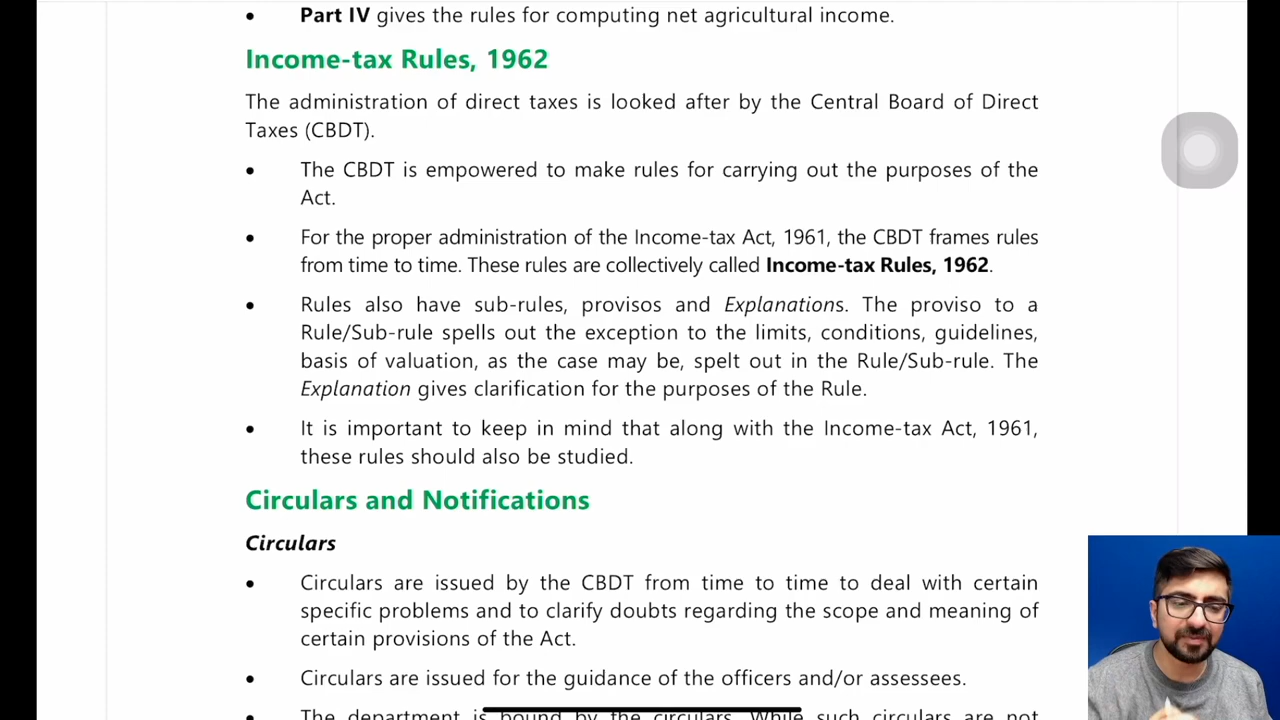 • Part IV gives the rules for computing net agricultural income.
Income-tax Rules, 1962
The administration of direct taxes is looked after by the Central Board of Direct
Taxes (CBDT).
• The CBDT is empowered to make rules for carrying out the purposes of the
Act.
• For the proper administration of the Income-tax Act, 1961, the CBDT frames rules
from time to time. These rules are collectively called Income-tax Rules, 1962.
• Rules also have sub-rules, provisos and Explanations. The proviso to a
Rule/Sub-rule spells out the exception to the limits, conditions, guidelines,
basis of valuation, as the case may be, spelt out in the Rule/Sub-rule. The
Explanation gives clarification for the purposes of the Rule.
• It is important to keep in mind that along with the Income-tax Act, 1961,
these rules should also be studied.
Circulars and Notifications
Circulars
• Circulars are issued by the CBDT from time to time to deal with certain
specific problems and to clarify doubts regarding the scope and meaning of
certain provisions of the Act.
• Circulars are issued for the guidance of the officers and/or assessees.
• The department is bound by the circulars. While such circulars are not